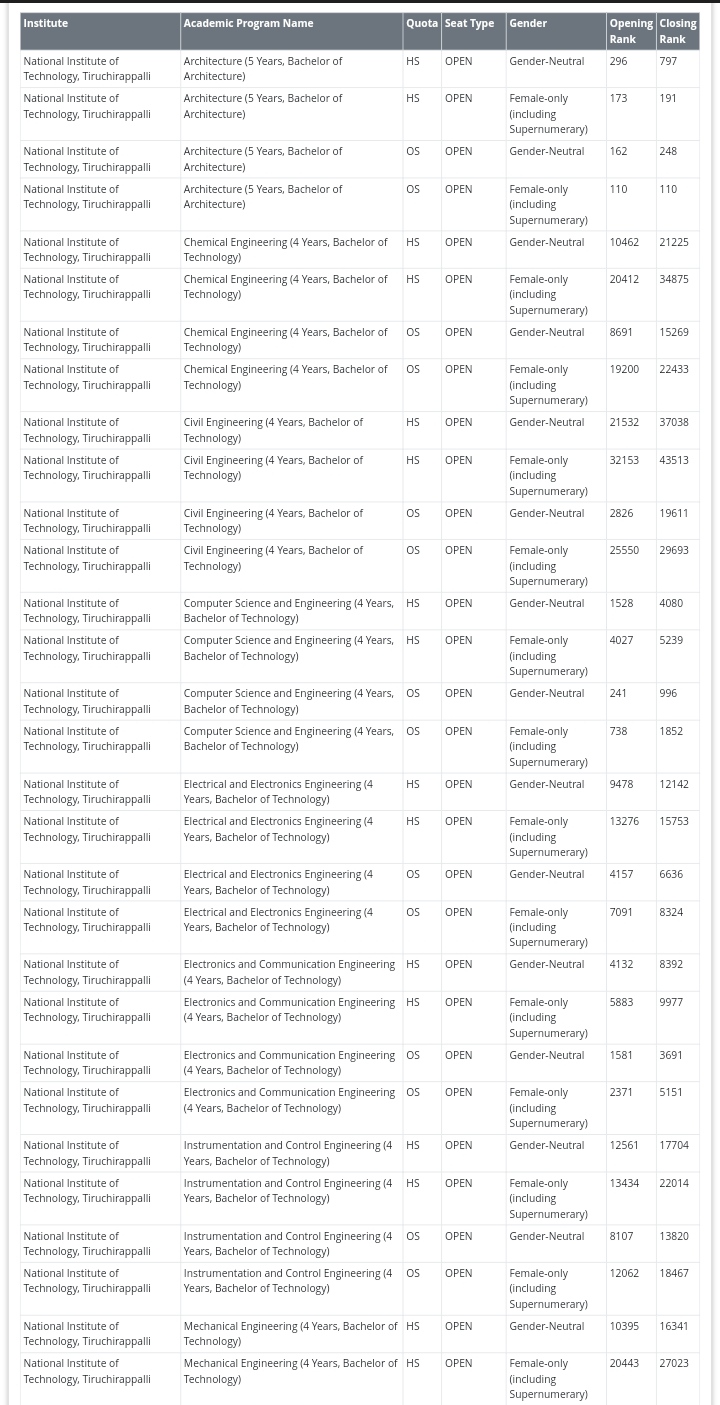 Institute Academic Program Name Quota Seat Type Gender Opening Rank Closing Rank
National Institute of Technology, Tiruchirappalli Architecture (5 Years, Bachelor of Architecture) HS OPEN Gender-Neutral 296 797
National Institute of Technology, Tiruchirappalli Architecture (5 Years, Bachelor of Architecture) HS OPEN Female-only (including Supernumerary) 173 191
National Institute of Technology, Tiruchirappalli Architecture (5 Years, Bachelor of Architecture) OS OPEN Gender-Neutral 162 248
National Institute of Technology, Tiruchirappalli Architecture (5 Years, Bachelor of Architecture) OS OPEN Female-only (including Supernumerary) 110 110
National Institute of Technology, Tiruchirappalli Chemical Engineering (4 Years, Bachelor of Technology) HS OPEN Gender-Neutral 10462 21225
National Institute of Technology, Tiruchirappalli Chemical Engineering (4 Years, Bachelor of Technology) HS OPEN Female-only (including Supernumerary) 20412 34875
National Institute of Technology, Tiruchirappalli Chemical Engineering (4 Years, Bachelor of Technology) OS OPEN Gender-Neutral 8691 15269
National Institute of Technology, Tiruchirappalli Chemical Engineering (4 Years, Bachelor of Technology) OS OPEN Female-only (including Supernumerary) 19200 22433
National Institute of Technology, Tiruchirappalli Civil Engineering (4 Years, Bachelor of Technology) HS OPEN Gender-Neutral 21532 37038
National Institute of Technology, Tiruchirappalli Civil Engineering (4 Years, Bachelor of Technology) HS OPEN Female-only (including Supernumerary) 32153 43513
National Institute of Technology, Tiruchirappalli Civil Engineering (4 Years, Bachelor of Technology) OS OPEN Gender-Neutral 2826 19611
National Institute of Technology, Tiruchirappalli Civil Engineering (4 Years, Bachelor of Technology) OS OPEN Female-only (including Supernumerary) 25550 29693
National Institute of Technology, Tiruchirappalli Computer Science and Engineering (4 Years, Bachelor of Technology) HS OPEN Gender-Neutral 1528 4080
National Institute of Technology, Tiruchirappalli Computer Science and Engineering (4 Years, Bachelor of Technology) HS OPEN Female-only (including Supernumerary) 4027 5239
National Institute of Technology, Tiruchirappalli Computer Science and Engineering (4 Years, Bachelor of Technology) OS OPEN Gender-Neutral 241 996
National Institute of Technology, Tiruchirappalli Computer Science and Engineering (4 Years, Bachelor of Technology) OS OPEN Female-only (including Supernumerary) 738 1852
National Institute of Technology, Tiruchirappalli Electrical and Electronics Engineering (4 Years, Bachelor of Technology) HS OPEN Gender-Neutral 9478 12142
National Institute of Technology, Tiruchirappalli Electrical and Electronics Engineering (4 Years, Bachelor of Technology) HS OPEN Female-only (including Supernumerary) 13276 15753
National Institute of Technology, Tiruchirappalli Electrical and Electronics Engineering (4 Years, Bachelor of Technology) OS OPEN Gender-Neutral 4157 6636
National Institute of Technology, Tiruchirappalli Electrical and Electronics Engineering (4 Years, Bachelor of Technology) OS OPEN Female-only (including Supernumerary) 7091 8324
National Institute of Technology, Tiruchirappalli Electronics and Communication Engineering (4 Years, Bachelor of Technology) HS OPEN Gender-Neutral 4132 8392
National Institute of Technology, Tiruchirappalli Electronics and Communication Engineering (4 Years, Bachelor of Technology) HS OPEN Female-only (including Supernumerary) 5883 9977
National Institute of Technology, Tiruchirappalli Electronics and Communication Engineering (4 Years, Bachelor of Technology) OS OPEN Gender-Neutral 1581 3691
National Institute of Technology, Tiruchirappalli Electronics and Communication Engineering (4 Years, Bachelor of Technology) OS OPEN Female-only (including Supernumerary) 2371 5151
National Institute of Technology, Tiruchirappalli Instrumentation and Control Engineering (4 Years, Bachelor of Technology) HS OPEN Gender-Neutral 12561 17704
National Institute of Technology, Tiruchirappalli Instrumentation and Control Engineering (4 Years, Bachelor of Technology) HS OPEN Female-only (including Supernumerary) 13434 22014
National Institute of Technology, Tiruchirappalli Instrumentation and Control Engineering (4 Years, Bachelor of Technology) OS OPEN Gender-Neutral 8107 13820
National Institute of Technology, Tiruchirappalli Instrumentation and Control Engineering (4 Years, Bachelor of Technology) OS OPEN Female-only (including Supernumerary) 12062 18467
National Institute of Technology, Tiruchirappalli Mechanical Engineering (4 Years, Bachelor of Technology) HS OPEN Gender-Neutral 10395 16341
National Institute of Technology, Tiruchirappalli Mechanical Engineering (4 Years, Bachelor of Technology) HS OPEN Female-only (including Supernumerary) 20443 27023